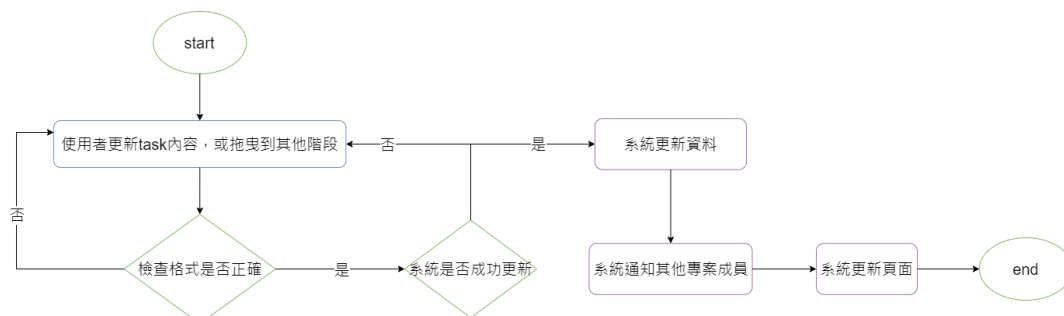 start
使用者更新task內容，或拖曳到其他階段
否
是
系統更新資料
否
檢查格式是否正確
是
系統是否成功更新
系統通知其他專案成員
系統更新頁面
end